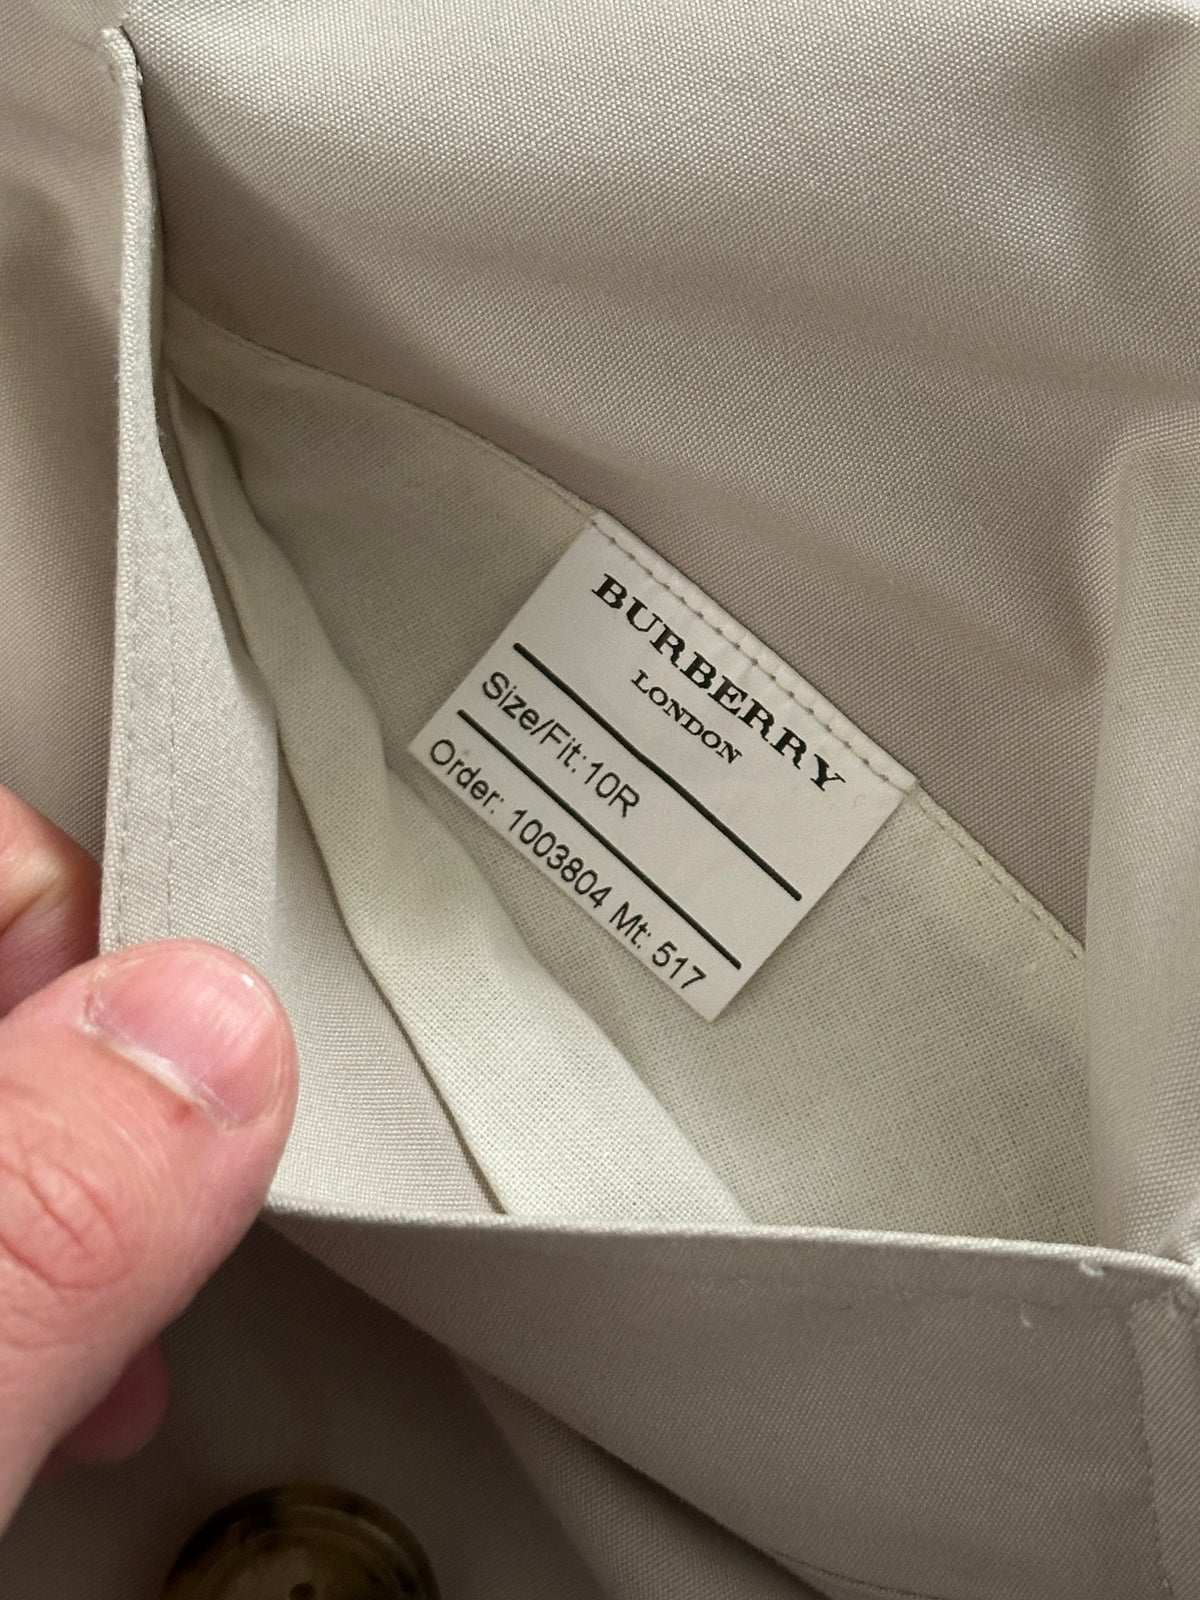 BURBERRY
LONDON
Size/Fit: 10R
Order: 1003804 Mt: 517